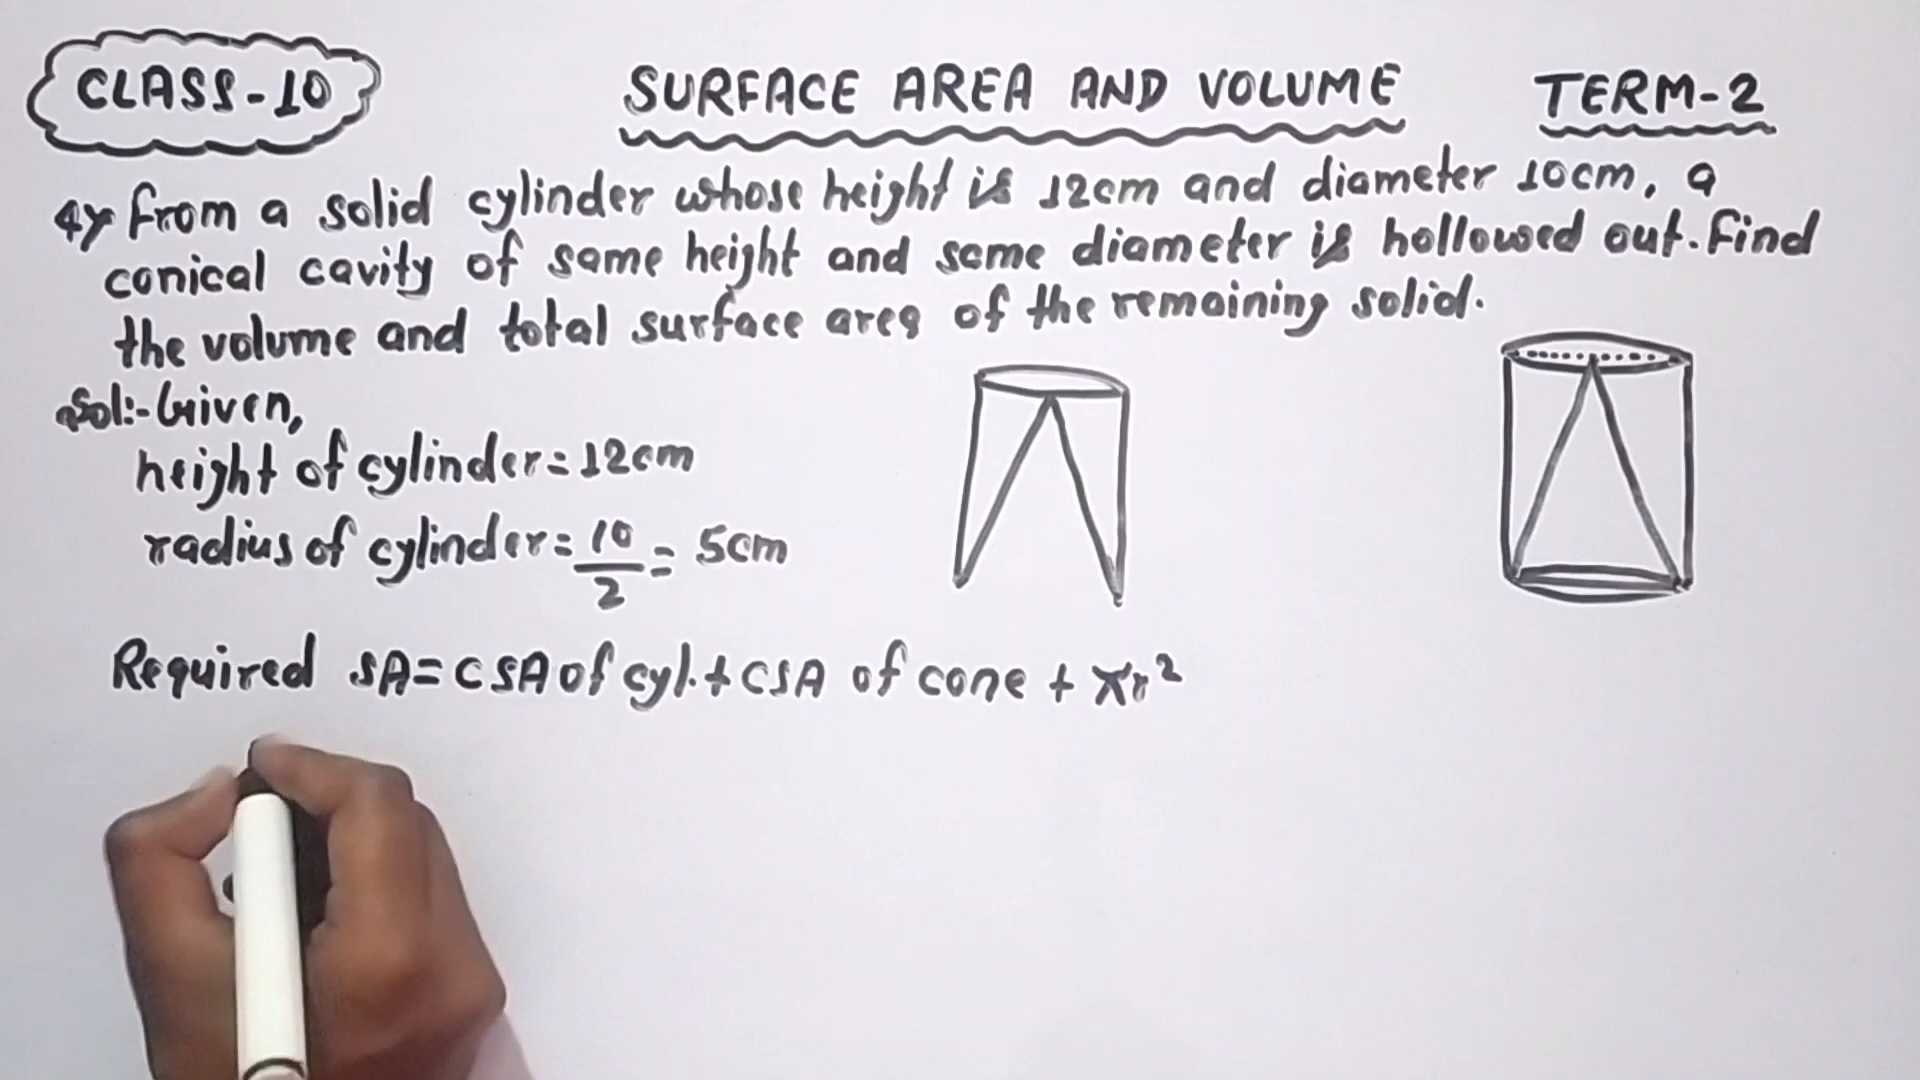 CLASS-10
SURFACE AREA AND VOLUME
TERM-2
4) From a solid cylinder whose height is 12cm and diameter 10cm, a
conical cavity of same height and same diameter is hollowed out. Find
the volume and total surface area of the remaining solid.
Sol:- Given,
height of cylinder = 12cm
radius of cylinder = 10/2 = 5cm
Required SA = CSA of cyl. + CSA of cone + πr²